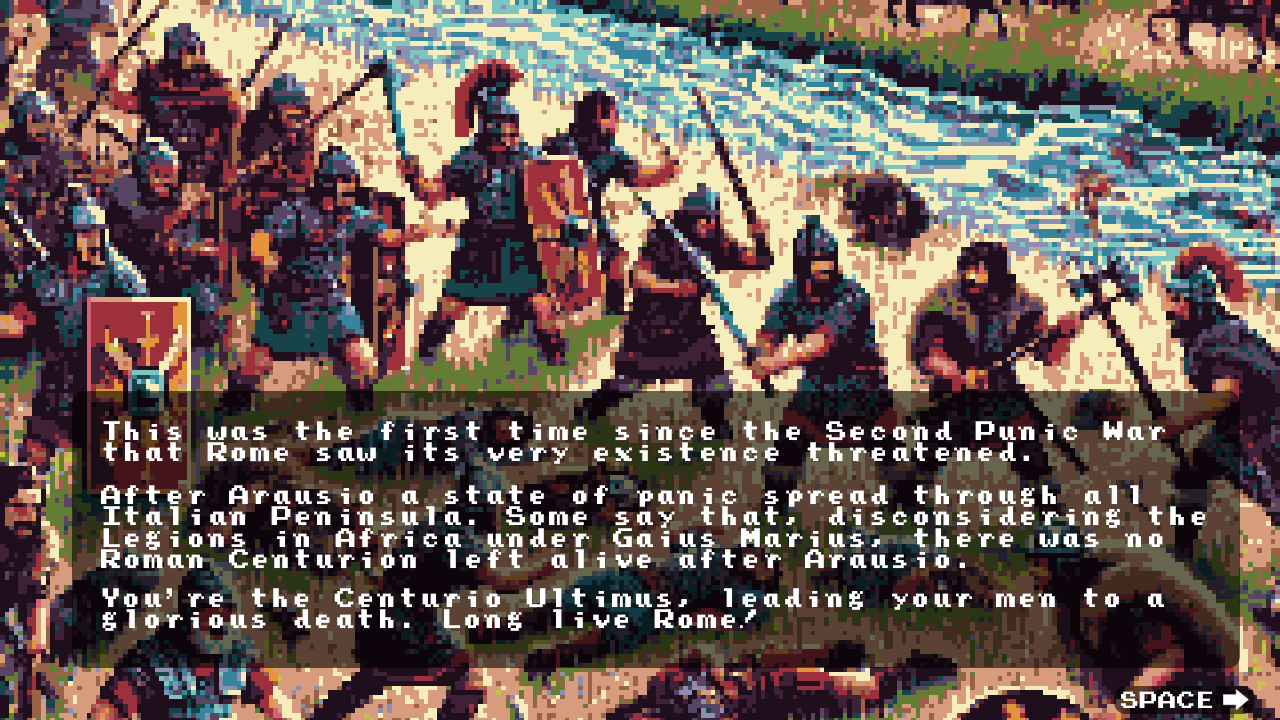 This was the first time since the Second Punic War
that Rome saw its very existence threatened.
After Arausio a state of panic spread through all
Italian Peninsula. Some say that, disconsidering the
Legions in Africa under Gaius Marius, there was no
Roman Centurion left alive after Arausio.
You're the Centurio Ultimus, leading your men to a
glorious death. Long live Rome!
SPACE